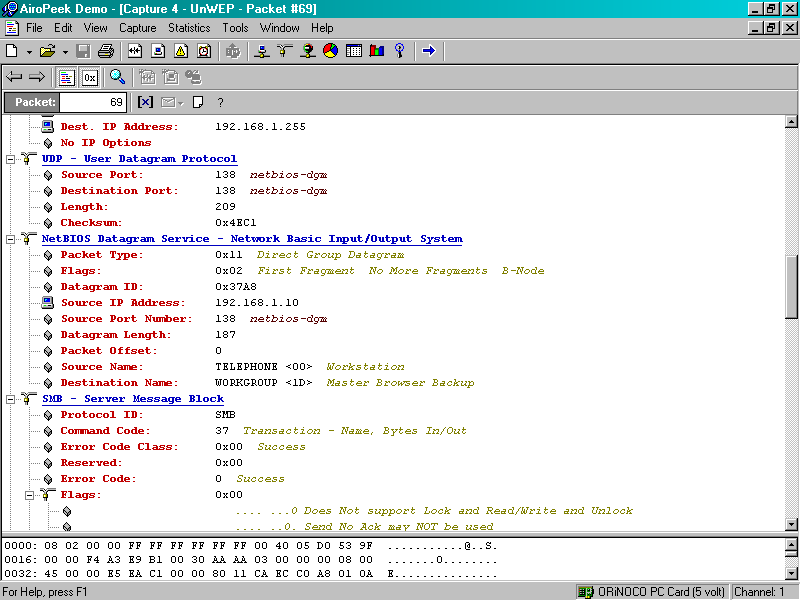 AiroPeek Demo - [Capture 4 - UnWEP - Packet #69]
File Edit View Capture Statistics Tools Window Help
0x
Packet: 69 [x] ?
Dest. IP Address: 192.168.1.255
No IP Options
UDP - User Datagram Protocol
Source Port: 138 netbios-dgm
Destination Port: 138 netbios-dgm
Length: 209
Checksum: 0x4EC1
NetBIOS Datagram Service - Network Basic Input/Output System
Packet Type: 0x11 Direct Group Datagram
Flags: 0x02 First Fragment No More Fragments B-Node
Datagram ID: 0x37A8
Source IP Address: 192.168.1.10
Source Port Number: 138 netbios-dgm
Datagram Length: 187
Packet Offset: 0
Source Name: TELEPHONE <00> Workstation
Destination Name: WORKGROUP <1D> Master Browser Backup
SMB - Server Message Block
Protocol ID: SMB
Command Code: 37 Transaction - Name, Bytes In/Out
Error Code Class: 0x00 Success
Reserved: 0x00
Error Code: 0 Success
Flags: 0x00
.... ...0 Does Not support Lock and Read/Write and Unlock
.... ..0. Send No Ack may NOT be used
0000: 08 02 00 00 FF FF FF FF FF FF 00 40 05 D0 53 9F ...........@..S.
0016: 00 00 F4 A3 E9 B1 00 30 AA AA 03 00 00 00 08 00 .......0........
0032: 45 00 00 E5 EA C1 00 00 80 11 CA EC C0 A8 01 0A E...............
For Help, press F1 ORiNOCO PC Card (5 volt) Channel: 1